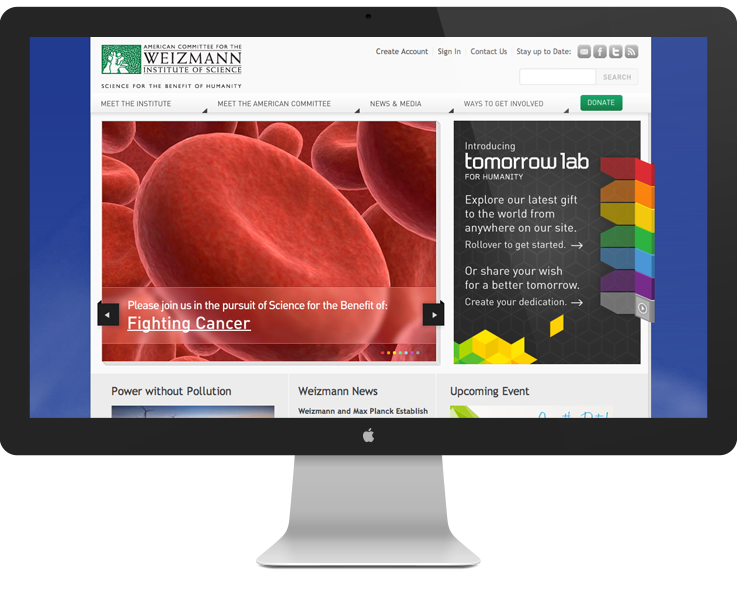 AMERICAN COMMITTEE FOR THE
WEIZMANN
INSTITUTE OF SCIENCE
SCIENCE FOR THE BENEFIT OF HUMANITY
Create Account Sign In Contact Us Stay up to Date:
SEARCH
MEET THE INSTITUTE MEET THE AMERICAN COMMITTEE NEWS & MEDIA WAYS TO GET INVOLVED DONATE
Please join us in the pursuit of Science for the Benefit of:
Fighting Cancer
Introducing
tomorrow lab
FOR HUMANITY
Explore our latest gift
to the world from
anywhere on our site.
Rollover to get started. →
Or share your wish
for a better tomorrow.
Create your dedication. →
Power without Pollution
Weizmann News
Weizmann and Max Planck Establish
Upcoming Event